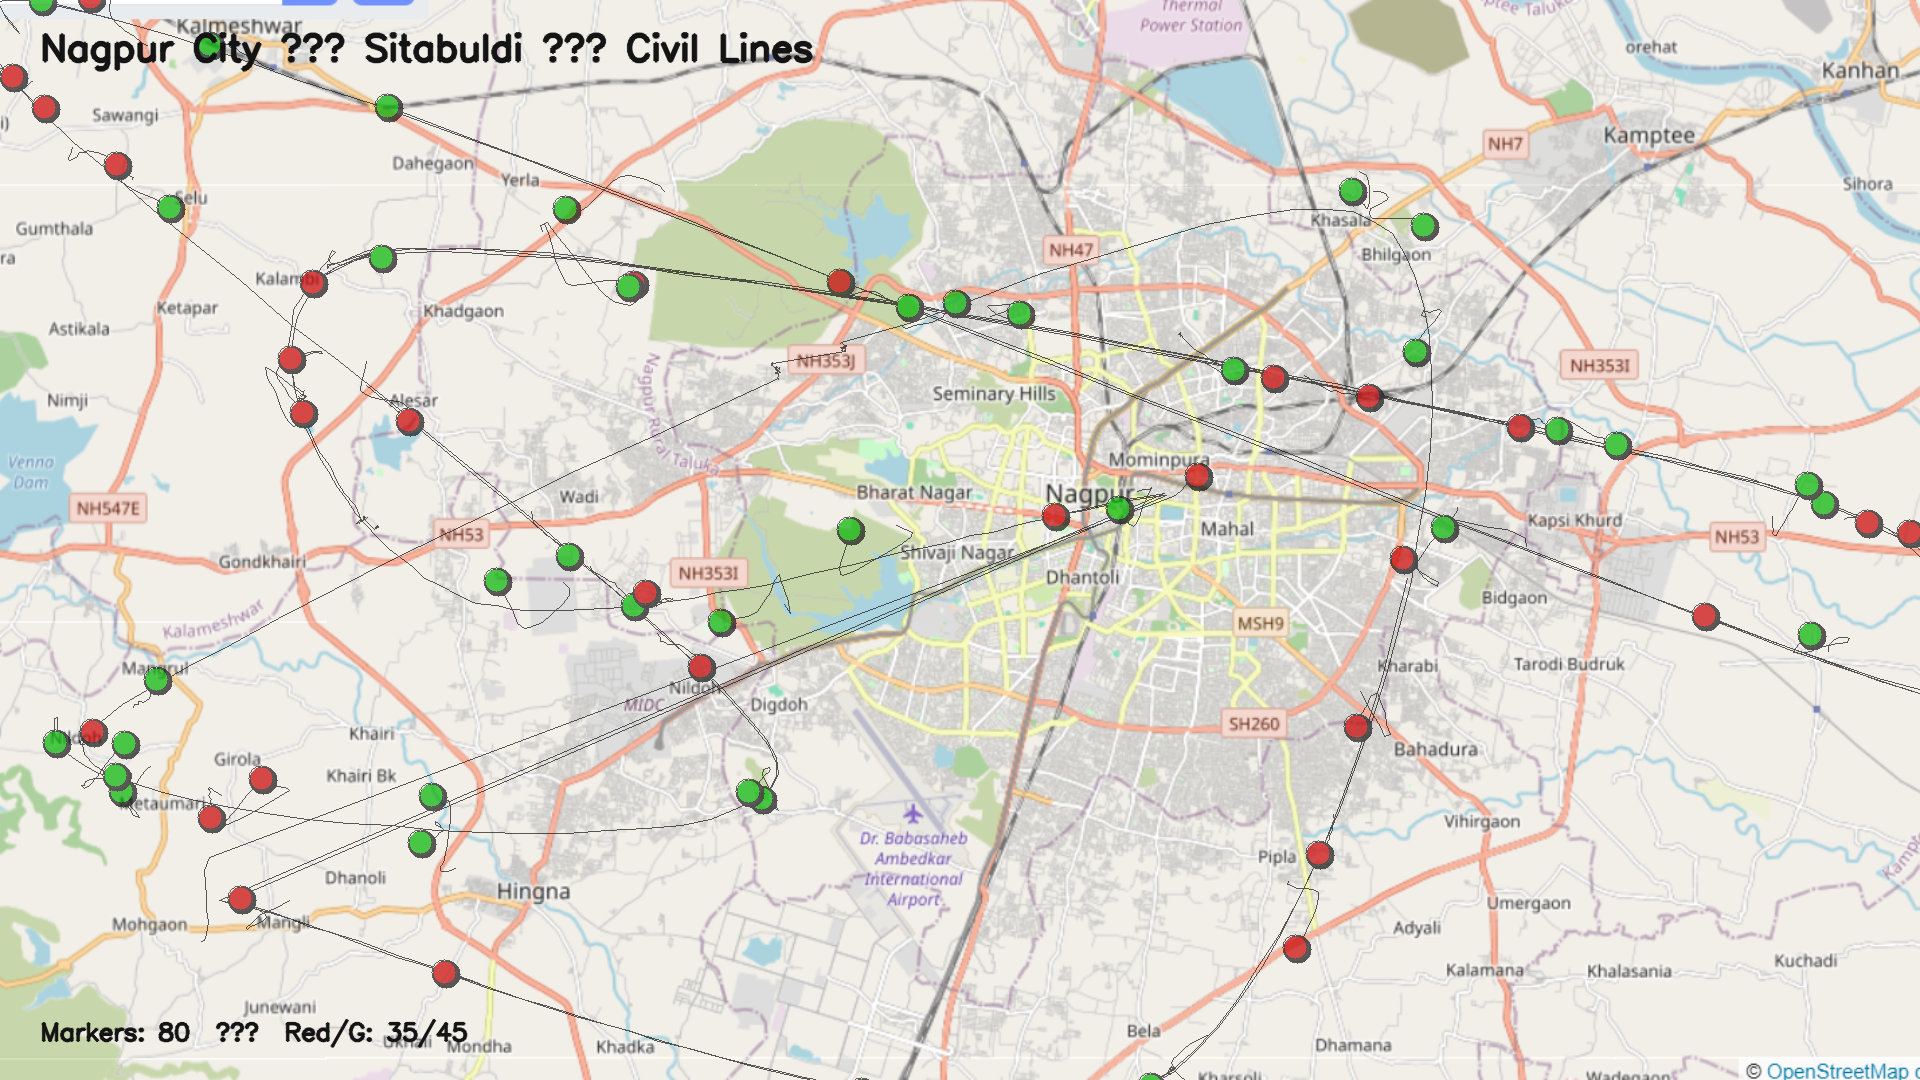 Thermal
Power Station
orehat
Kanhan
Kalmeshwar
Nagpur City ??? Sitabuldi ??? Civil Lines
Sawangi
NH7
Kamptee
Dahegaon
Yerla
Sihora
Selu
Gumthala
Khasala
NH47
Bhilgaon
Kalambi
Ketapar
Khadgaon
Astikala
NH353J
NH353I
Seminary Hills
Nimji
Alesar
Nagpur Rural Taluka
Mominpura
Venna
Dam
Wadi
Bharat Nagar
Nagpur
NH547E
Mahal
Kapsi Khurd
NH53
NH53
Gondkhairi
Shivaji Nagar
NH353I
Dhantoli
Bidgaon
Kalameshwar
MSH9
Mangrul
Kharabi
Tarodi Budruk
Nildoh
MIDC
Digdoh
SH260
Nildoh
Khairi
Bahadura
Girola
Khairi Bk
Metaumari
Vihirgaon
Dr. Babasaheb
Ambedkar
International
Airport
Pipla
Dhanoli
Hingna
Umergaon
Mohgaon
Mangli
Adyali
Kuchadi
Kalamana
Khalasania
Junewani
Markers: 80 ??? Red/G: 35/45
Bela
Mondha
Khadka
Dhamana
Kharsoli
Wadegaon
© OpenStreetMap c